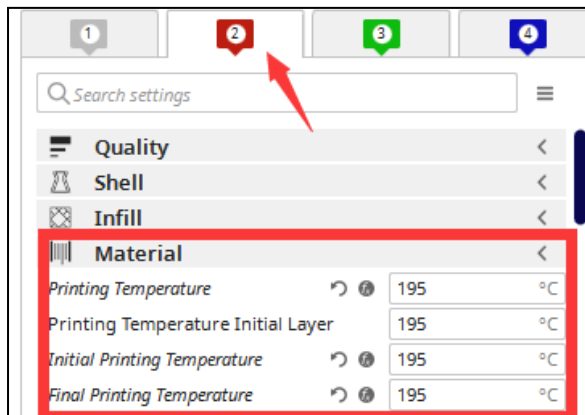 1 2 3 4
Search settings
Quality
Shell
Infill
Material
Printing Temperature 195 °C
Printing Temperature Initial Layer 195 °C
Initial Printing Temperature 195 °C
Final Printing Temperature 195 °C